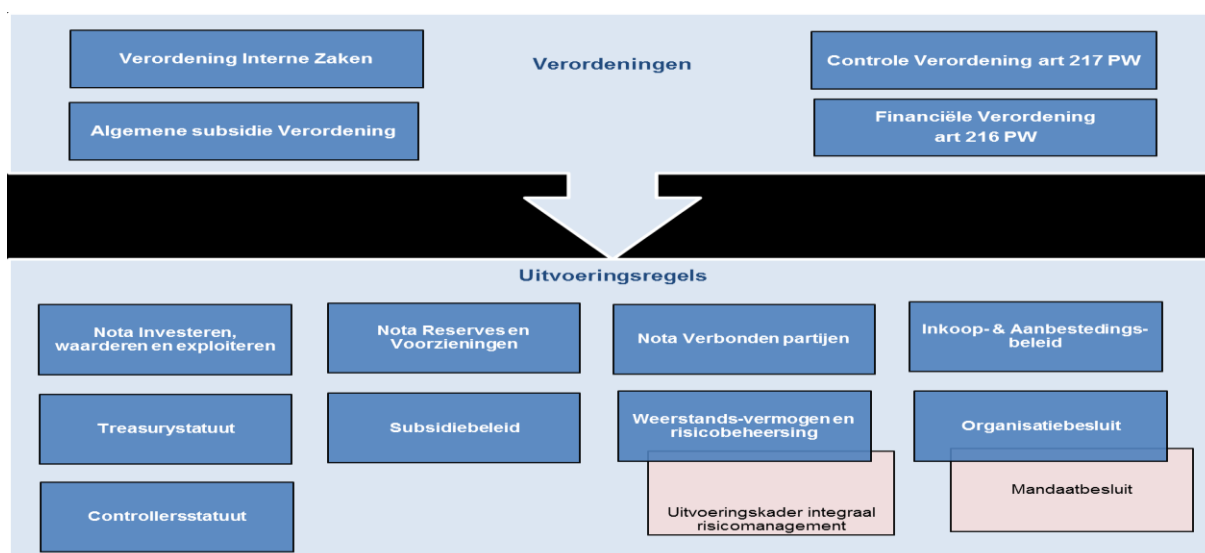 Verordening Interne Zaken
Algemene subsidie Verordening
Verordeningen
Controle Verordening art 217 PW
Financiële Verordening
art 216 PW
Uitvoeringsregels
Nota Investeren,
waarderen en exploiteren
Nota Reserves en
Voorzieningen
Nota Verbonden partijen
Inkoop- & Aanbestedings-
beleid
Treasurystatuut
Subsidiebeleid
Weerstands-vermogen en
risicobeheersing
Organisatiebesluit
Controllersstatuut
Uitvoeringskader integraal
risicomanagement
Mandaatbesluit